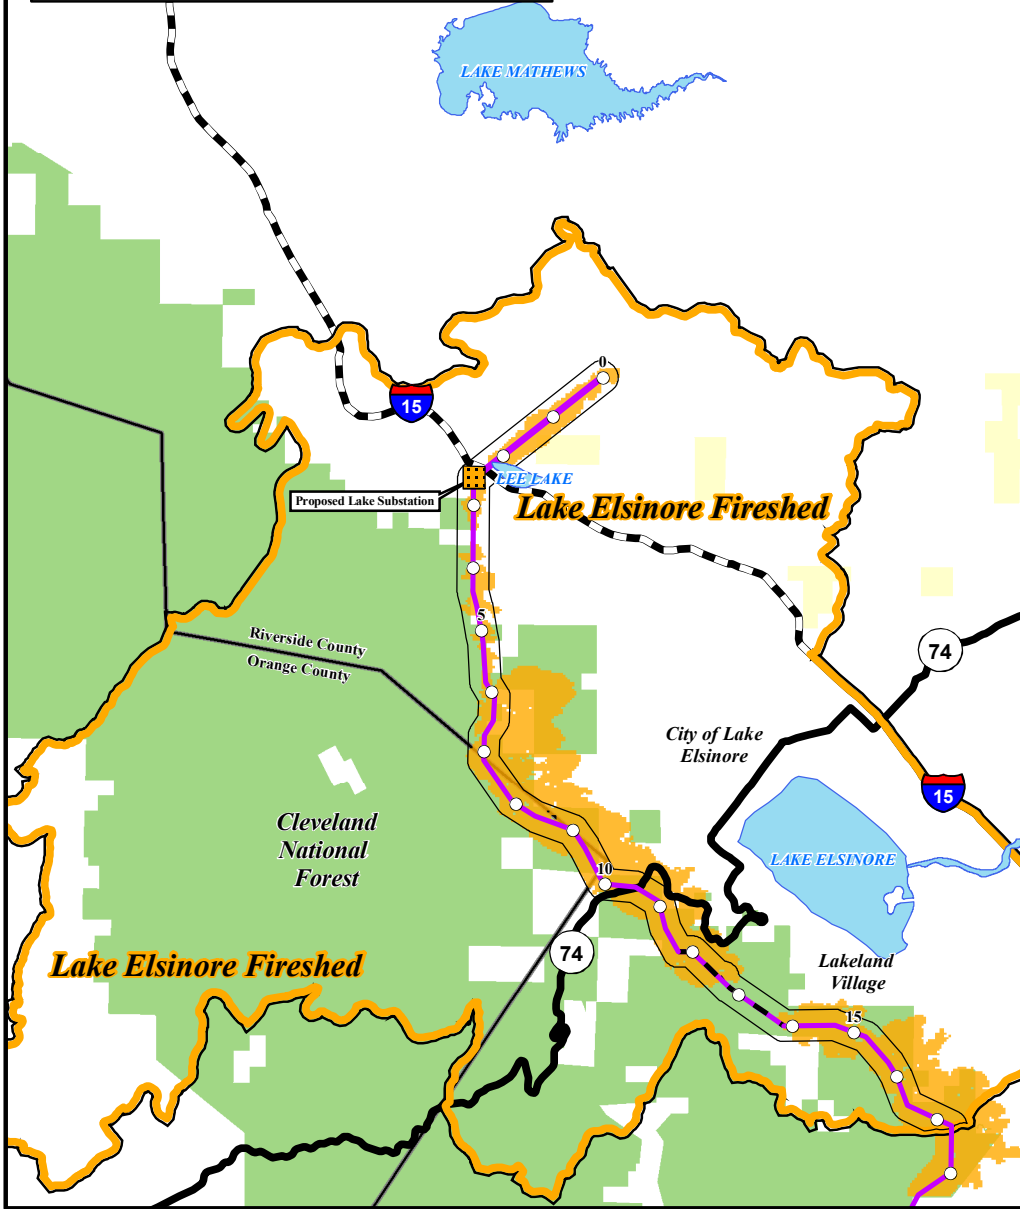 LAKE MATHEWS
0
15
LEE LAKE
Proposed Lake Substation
Lake Elsinore Fireshed
5
Riverside County
Orange County
74
City of Lake
Elsinore
15
Cleveland
National
Forest
LAKE ELSINORE
10
74
Lake Elsinore Fireshed
Lakeland
Village
15